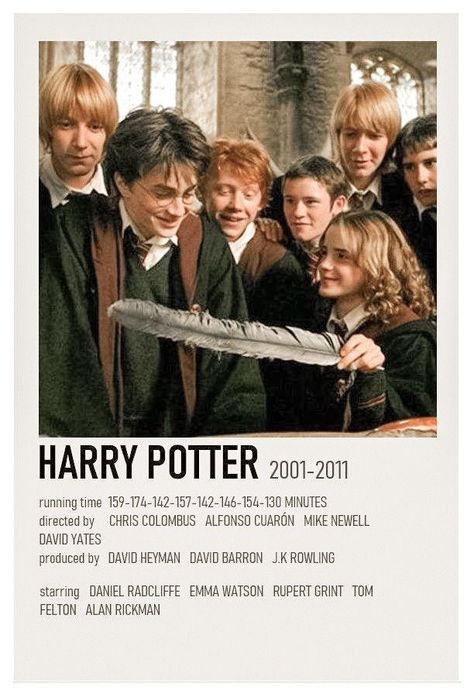 HARRY POTTER 2001-2011
running time 159-174-142-157-142-146-154-130 MINUTES
directed by CHRIS COLOMBUS ALFONSO CUARÓN MIKE NEWELL
DAVID YATES
produced by DAVID HEYMAN DAVID BARRON J.K ROWLING
starring DANIEL RADCLIFFE EMMA WATSON RUPERT GRINT TOM
FELTON ALAN RICKMAN